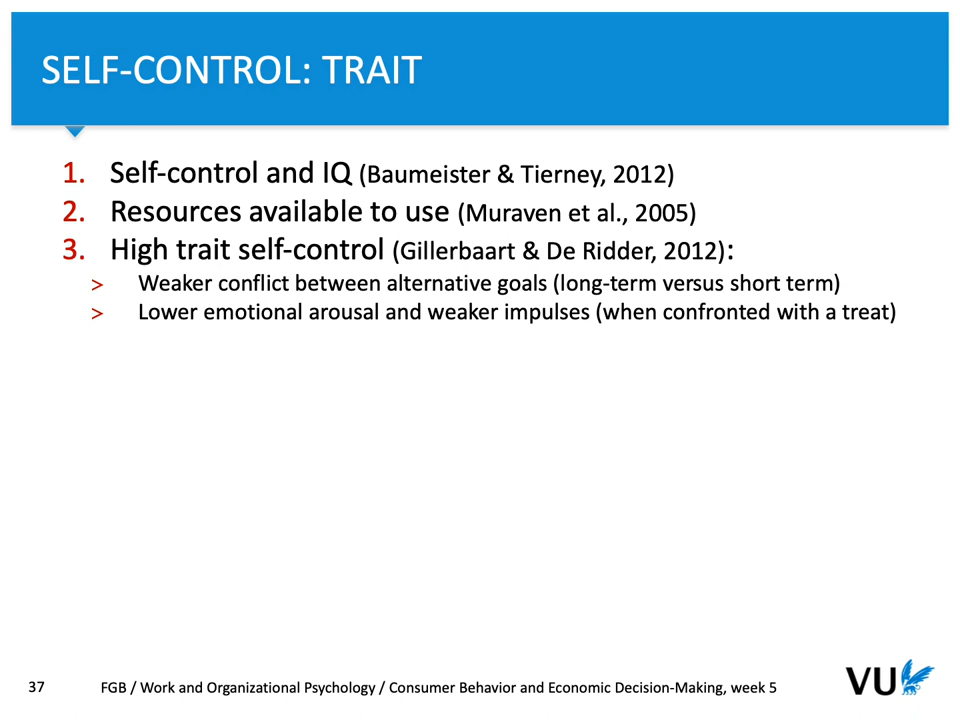 SELF-CONTROL: TRAIT
1. Self-control and IQ (Baumeister & Tierney, 2012)
2. Resources available to use (Muraven et al., 2005)
3. High trait self-control (Gillerbaart & De Ridder, 2012):
> Weaker conflict between alternative goals (long-term versus short term)
> Lower emotional arousal and weaker impulses (when confronted with a treat)
37 FGB / Work and Organizational Psychology / Consumer Behavior and Economic Decision-Making, week 5
VU